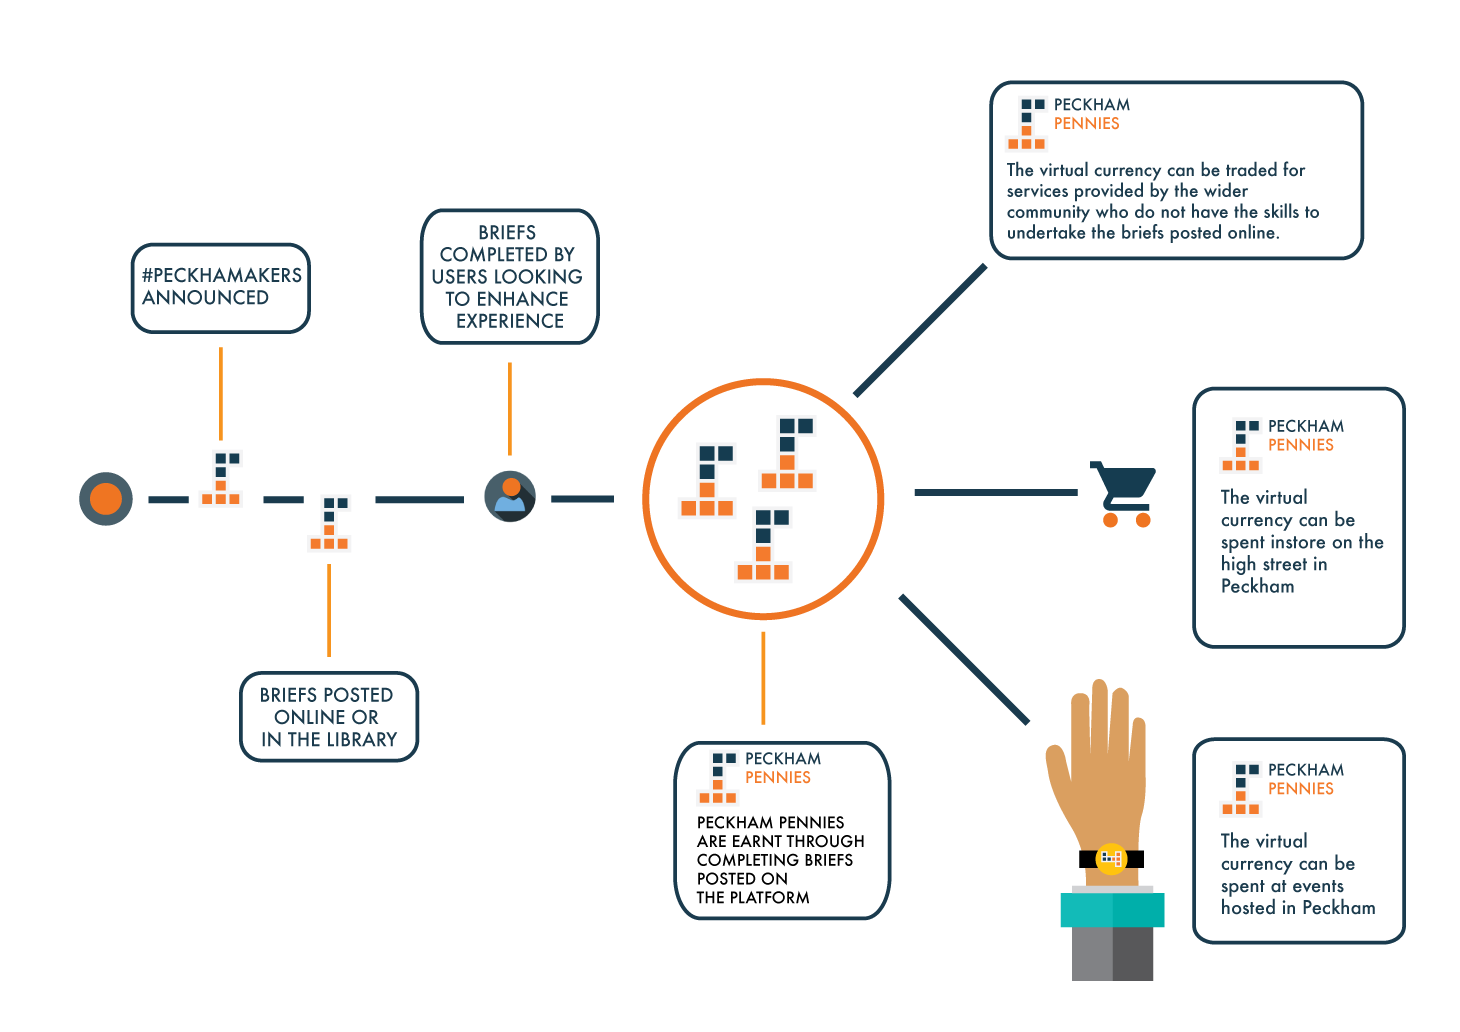 #PECKHAMAKERS
ANNOUNCED
BRIEFS POSTED
ONLINE OR
IN THE LIBRARY
BRIEFS
COMPLETED BY
USERS LOOKING
TO ENHANCE
EXPERIENCE
PECKHAM
PENNIES
PECKHAM PENNIES
ARE EARNT THROUGH
COMPLETING BRIEFS
POSTED ON
THE PLATFORM
PECKHAM
PENNIES
The virtual currency can be traded for
services provided by the wider
community who do not have the skills to
undertake the briefs posted online.
PECKHAM
PENNIES
The virtual
currency can be
spent instore on the
high street in
Peckham
PECKHAM
PENNIES
The virtual
currency can be
spent at events
hosted in Peckham